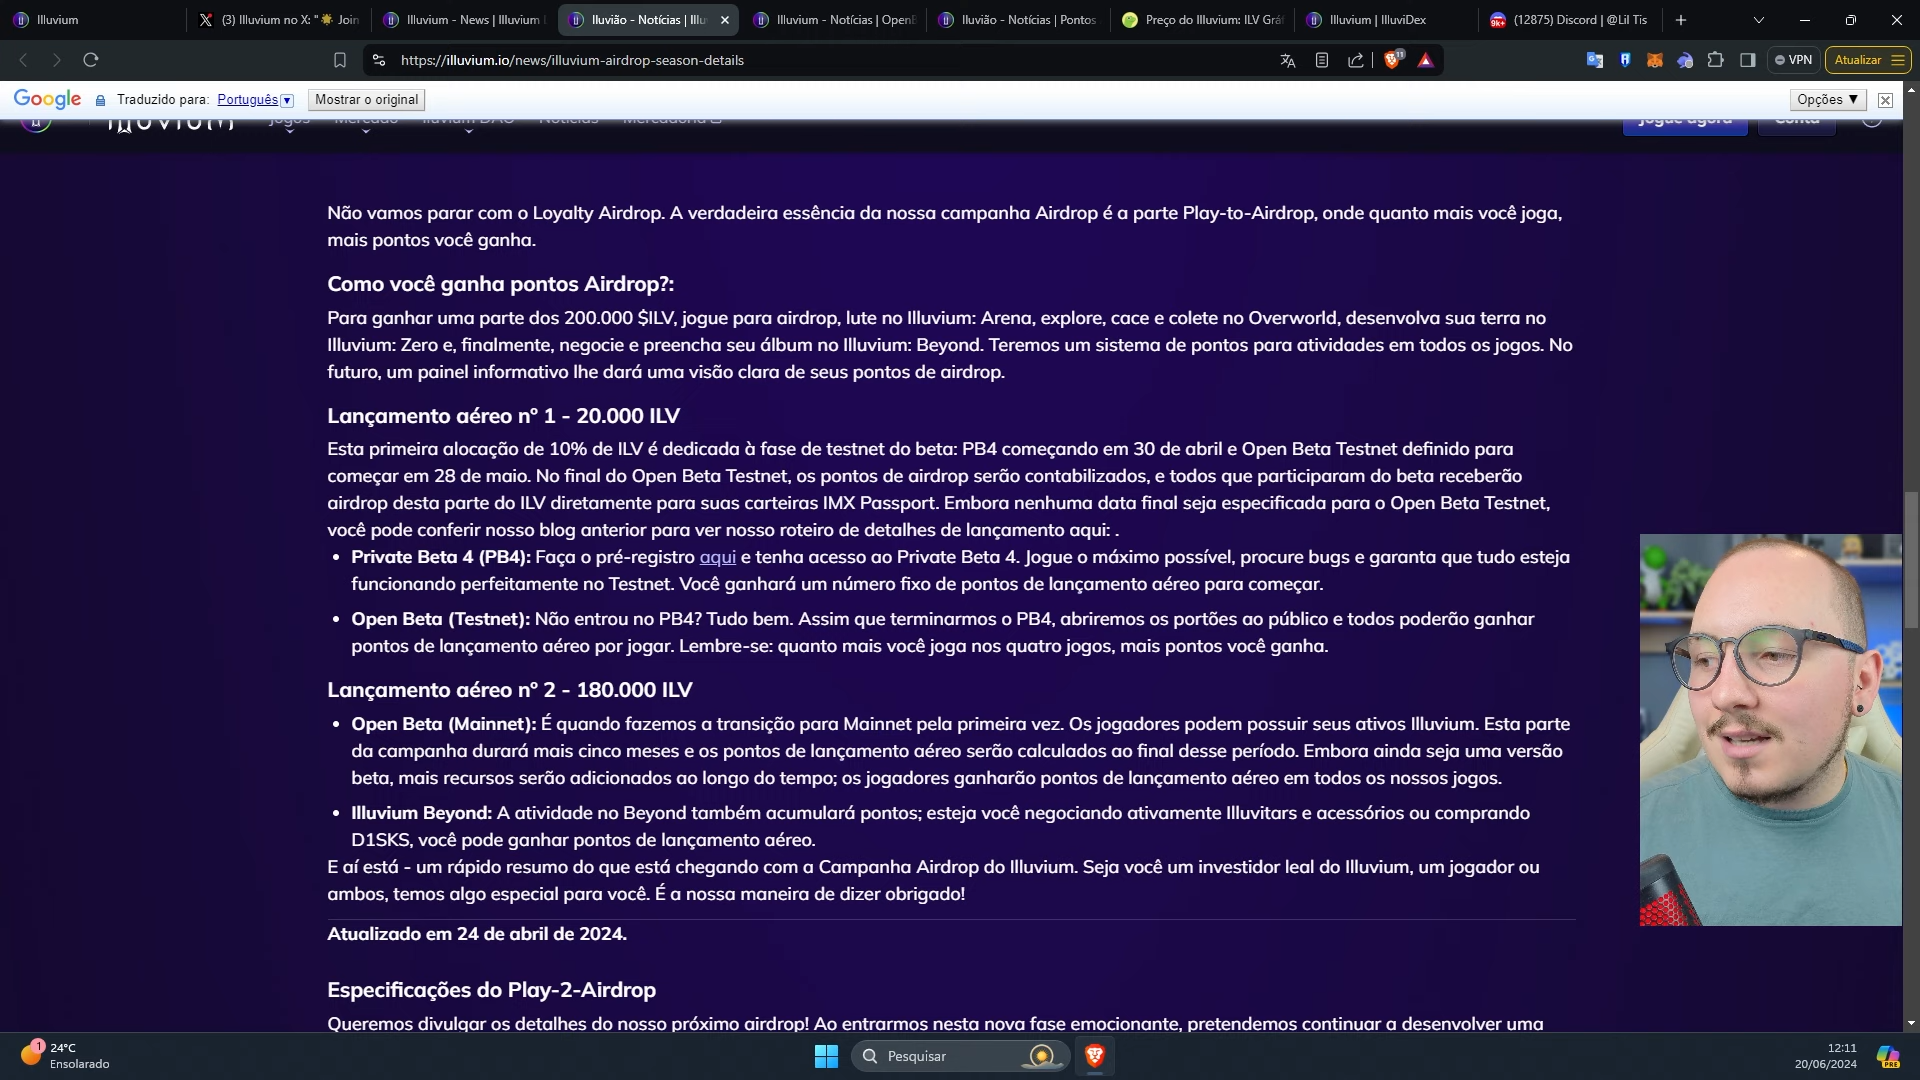 Illuvium
(3) Illuvium no X: "☀ Join
Illuvium - News | Illuvium
Iluvião - Notícias | Illu
Illuvium - Notícias | OpenB
Iluvião - Notícias | Pontos
Preço do Illuvium: ILV Grá
Illuvium | IlluviDex
(12875) Discord | @Lil Tis
https://illuvium.io/news/illuvium-airdrop-season-details
11
VPN
Atualizar
Google
Traduzido para: Português
Mostrar o original
Opções ▼
Jogos
Mercado
Illuvium DAO
Notícias
Mercadoria
Jogue agora
Conta
Não vamos parar com o Loyalty Airdrop. A verdadeira essência da nossa campanha Airdrop é a parte Play-to-Airdrop, onde quanto mais você joga,
mais pontos você ganha.
Como você ganha pontos Airdrop?:
Para ganhar uma parte dos 200.000 $ILV, jogue para airdrop, lute no Illuvium: Arena, explore, cace e colete no Overworld, desenvolva sua terra no
Illuvium: Zero e, finalmente, negocie e preencha seu álbum no Illuvium: Beyond. Teremos um sistema de pontos para atividades em todos os jogos. No
futuro, um painel informativo lhe dará uma visão clara de seus pontos de airdrop.
Lançamento aéreo nº 1 - 20.000 ILV
Esta primeira alocação de 10% de ILV é dedicada à fase de testnet do beta: PB4 começando em 30 de abril e Open Beta Testnet definido para
começar em 28 de maio. No final do Open Beta Testnet, os pontos de airdrop serão contabilizados, e todos que participaram do beta receberão
airdrop desta parte do ILV diretamente para suas carteiras IMX Passport. Embora nenhuma data final seja especificada para o Open Beta Testnet,
você pode conferir nosso blog anterior para ver nosso roteiro de detalhes de lançamento aqui: .
• Private Beta 4 (PB4): Faça o pré-registro aqui e tenha acesso ao Private Beta 4. Jogue o máximo possível, procure bugs e garanta que tudo esteja
funcionando perfeitamente no Testnet. Você ganhará um número fixo de pontos de lançamento aéreo para começar.
• Open Beta (Testnet): Não entrou no PB4? Tudo bem. Assim que terminarmos o PB4, abriremos os portões ao público e todos poderão ganhar
pontos de lançamento aéreo por jogar. Lembre-se: quanto mais você joga nos quatro jogos, mais pontos você ganha.
Lançamento aéreo nº 2 - 180.000 ILV
• Open Beta (Mainnet): É quando fazemos a transição para Mainnet pela primeira vez. Os jogadores podem possuir seus ativos Illuvium. Esta parte
da campanha durará mais cinco meses e os pontos de lançamento aéreo serão calculados ao final desse período. Embora ainda seja uma versão
beta, mais recursos serão adicionados ao longo do tempo; os jogadores ganharão pontos de lançamento aéreo em todos os nossos jogos.
• Illuvium Beyond: A atividade no Beyond também acumulará pontos; esteja você negociando ativamente Illuvitars e acessórios ou comprando
D1SKS, você pode ganhar pontos de lançamento aéreo.
E aí está - um rápido resumo do que está chegando com a Campanha Airdrop do Illuvium. Seja você um investidor leal do Illuvium, um jogador ou
ambos, temos algo especial para você. É a nossa maneira de dizer obrigado!
Atualizado em 24 de abril de 2024.
Especificações do Play-2-Airdrop
Queremos divulgar os detalhes do nosso próximo airdrop! Ao entrarmos nesta nova fase emocionante, pretendemos continuar a desenvolver uma
1
24°C
Ensolarado
Pesquisar
12:11
20/06/2024